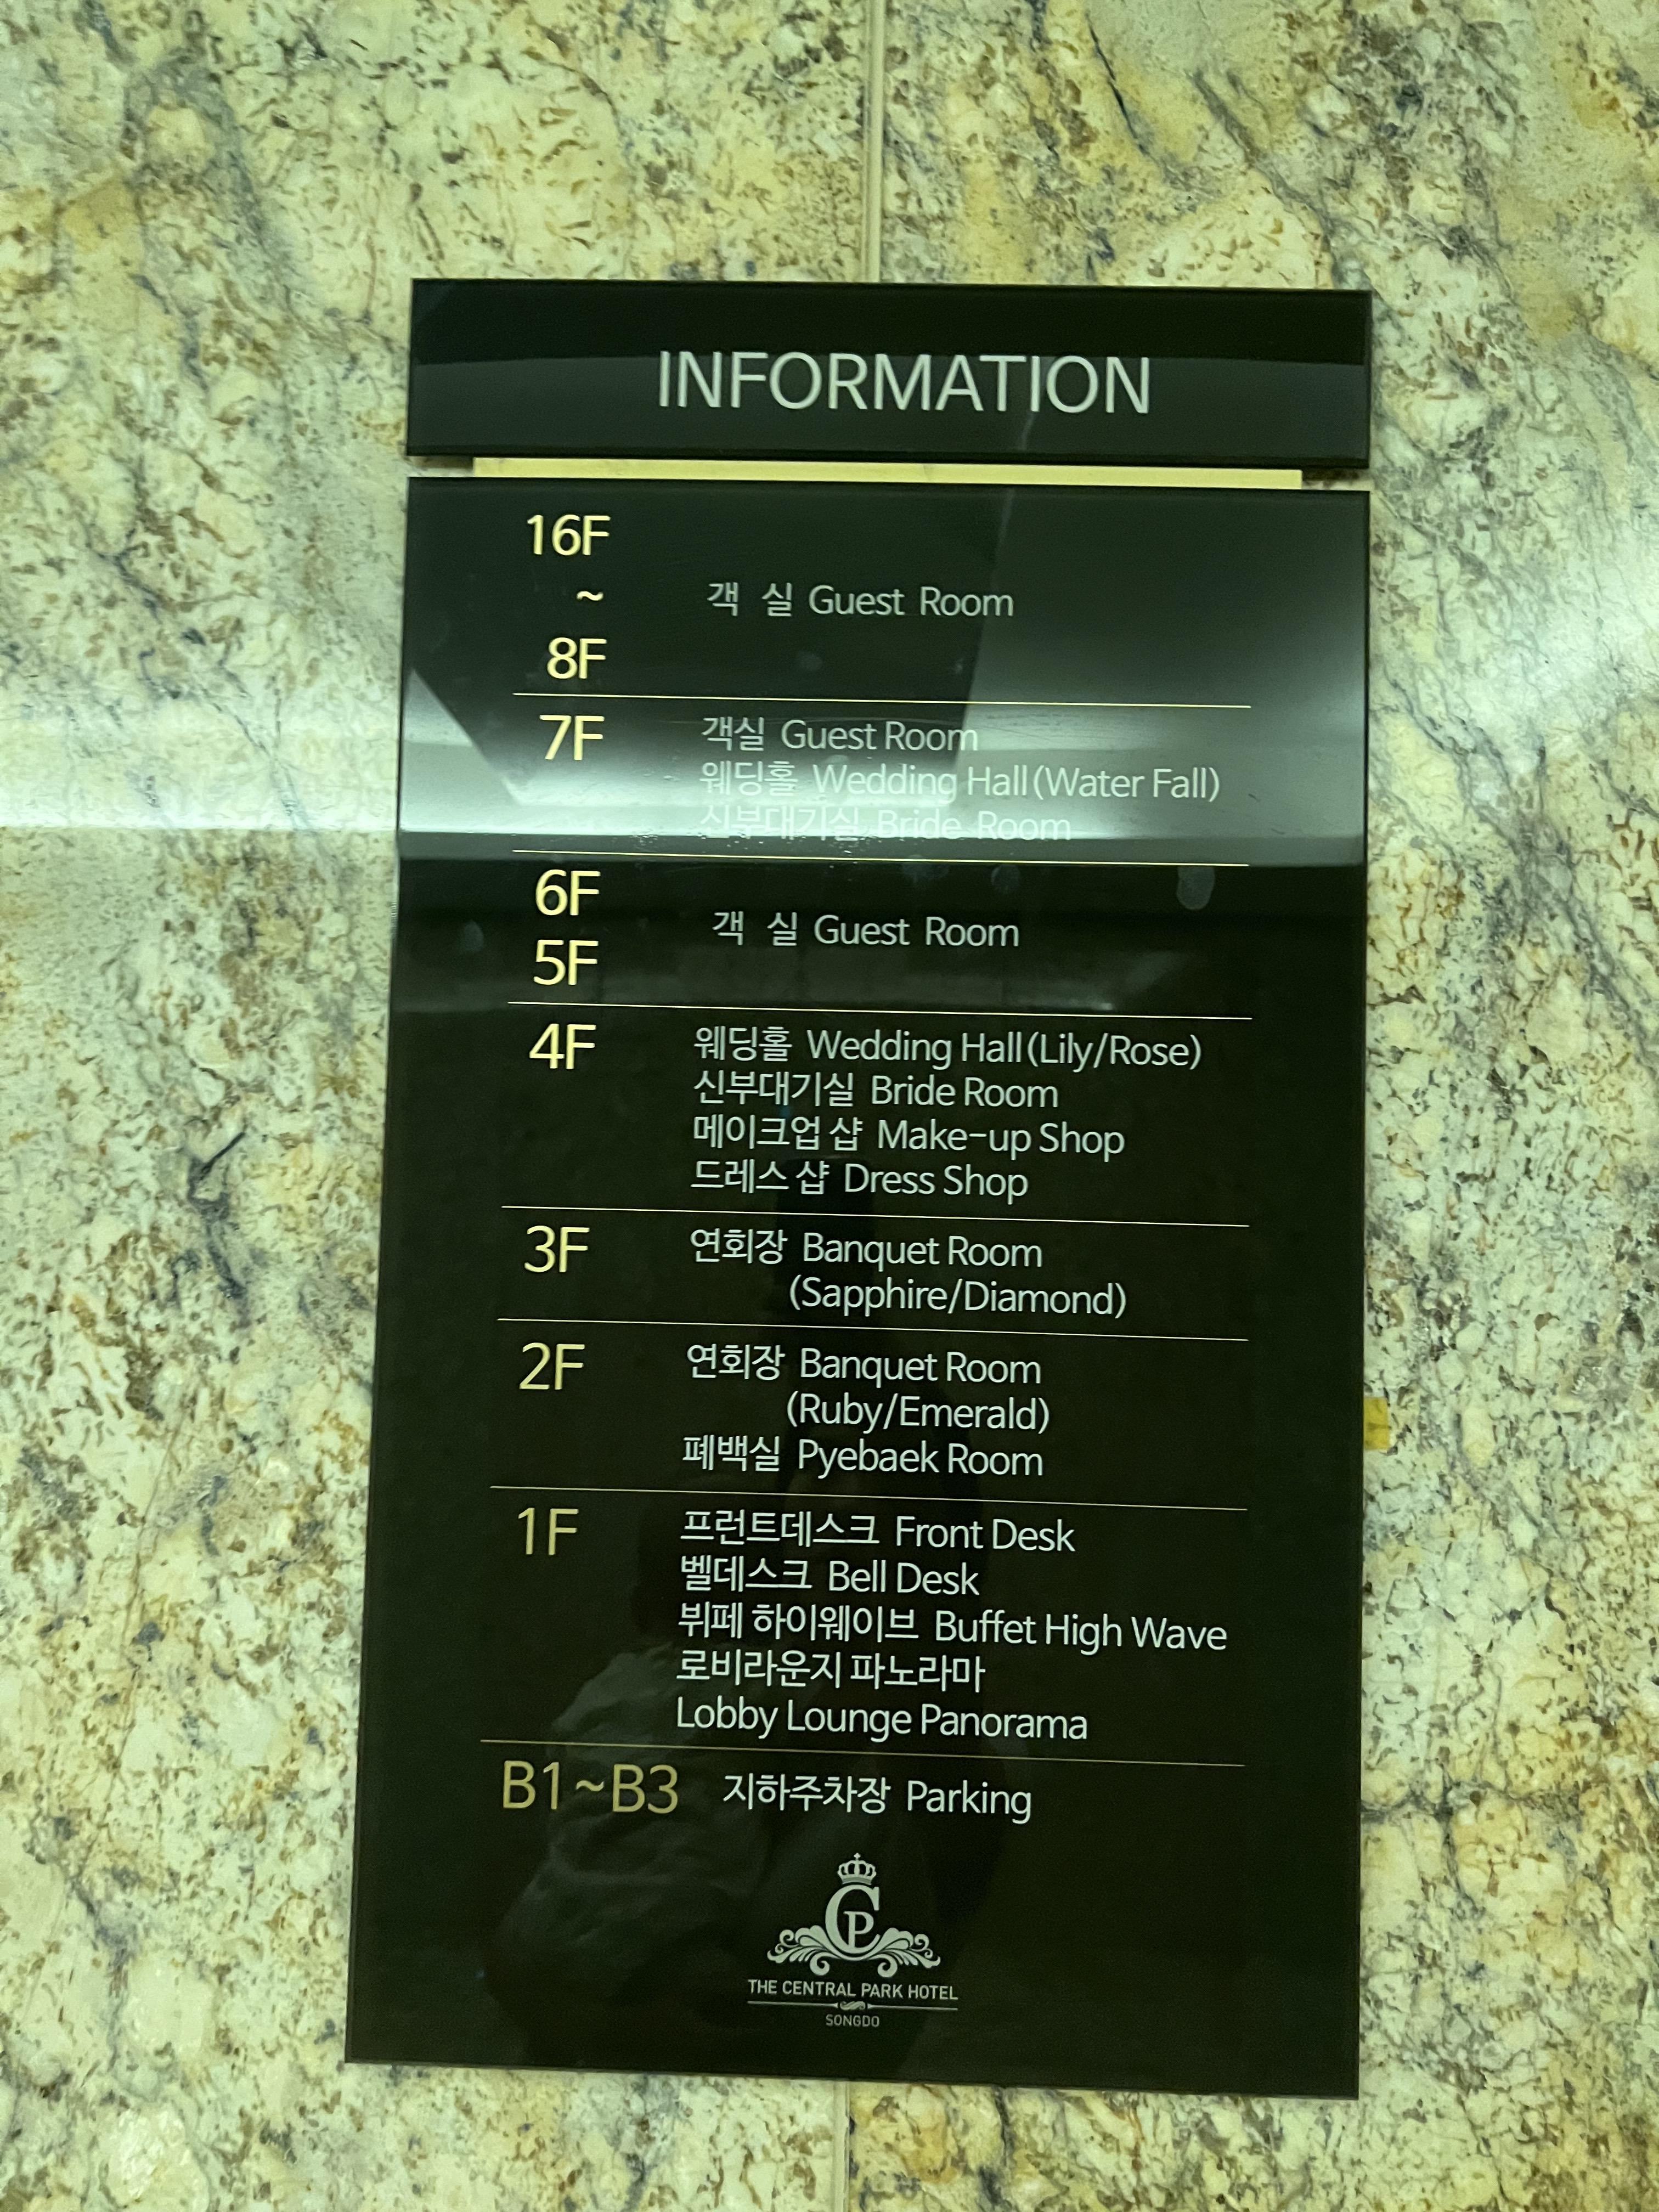 INFORMATION
16F
~
8F
객 실 Guest Room
7F
객실 Guest Room
웨딩홀 Wedding Hall(Water Fall)
신부대기실 Bride Room
6F
5F
객 실 Guest Room
4F
웨딩홀 Wedding Hall(Lily/Rose)
신부대기실 Bride Room
메이크업 샵 Make-up Shop
드레스 샵 Dress Shop
3F
연회장 Banquet Room
(Sapphire/Diamond)
2F
연회장 Banquet Room
(Ruby/Emerald)
폐백실 Pyebaek Room
1F
프런트데스크 Front Desk
벨데스크 Bell Desk
뷔페 하이웨이브 Buffet High Wave
로비라운지 파노라마
Lobby Lounge Panorama
B1~B3 지하주차장 Parking
CP
THE CENTRAL PARK HOTEL
SONGDO